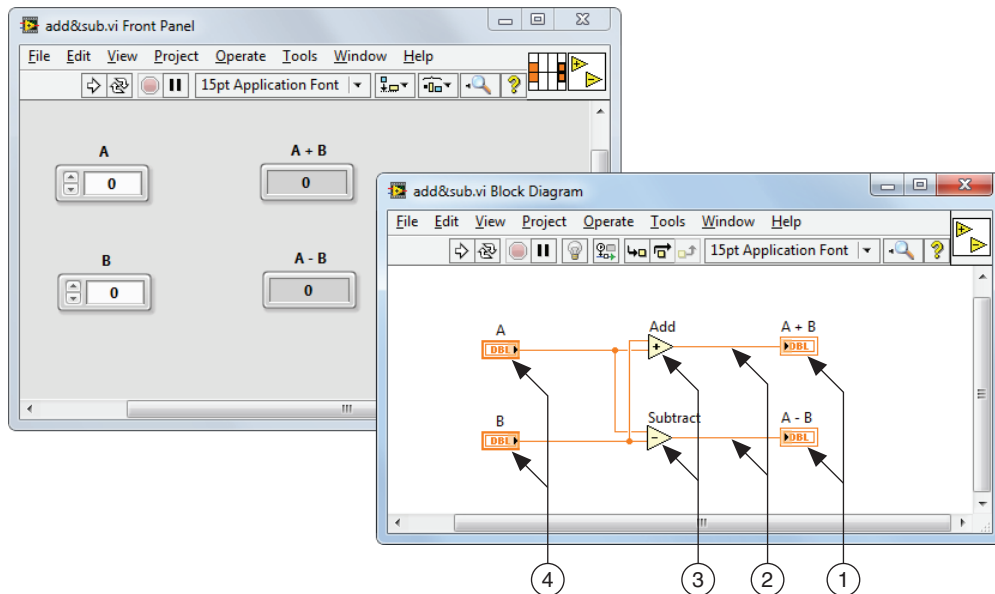 add&sub.vi Front Panel
File Edit View Project Operate Tools Window Help
15pt Application Font
A
0
A + B
0
B
0
A - B
0
add&sub.vi Block Diagram
File Edit View Project Operate Tools Window Help
15pt Application Font
A
DBL
Add
+
A + B
DBL
B
DBL
Subtract
-
A - B
DBL
4
3
2
1